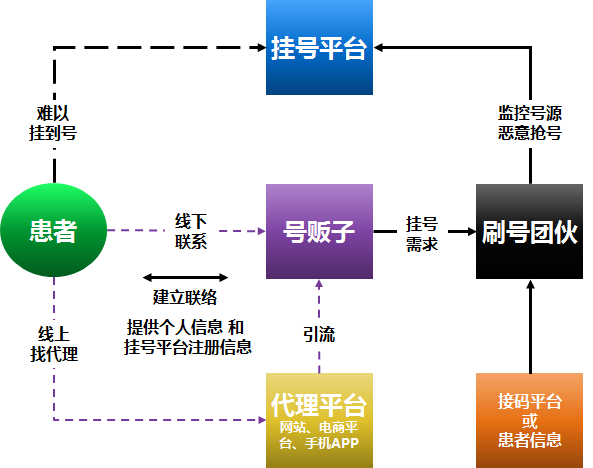 挂号平台
难以
挂到号
监控号源
恶意抢号
患者
线下
联系
号贩子
挂号
需求
刷号团伙
建立联络
提供个人信息 和
挂号平台注册信息
线上
找代理
引流
代理平台
网站、电商平
台、手机APP
接码平台
或
患者信息